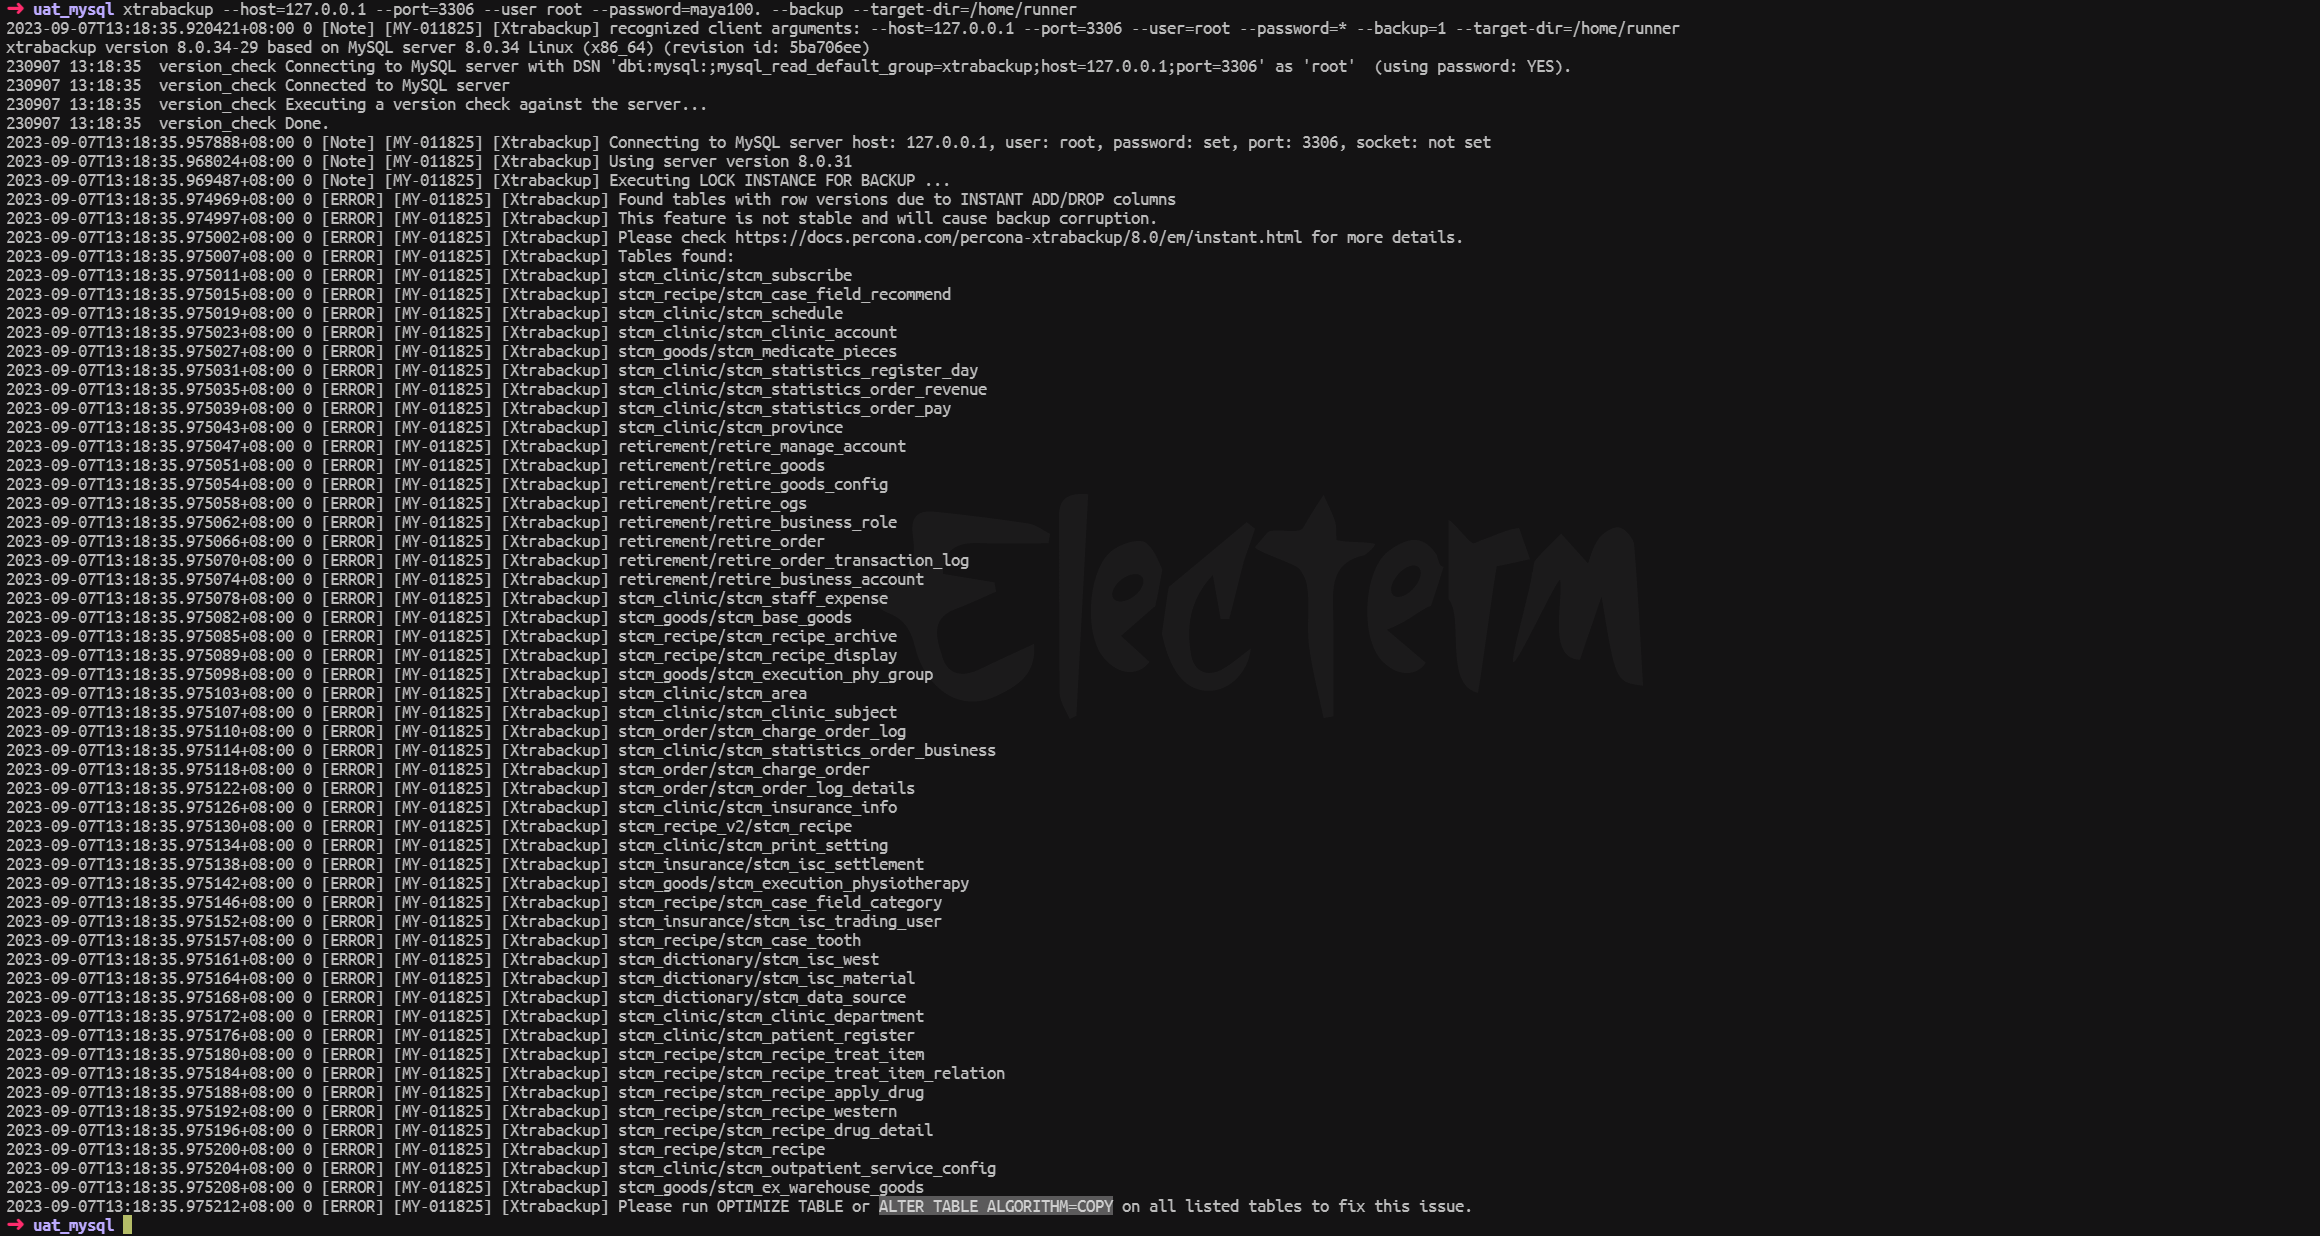 ➜ uat_mysql xtrabackup --host=127.0.0.1 --port=3306 --user root --password=maya100. --backup --target-dir=/home/runner
2023-09-07T13:18:35.920421+08:00 0 [Note] [MY-011825] [Xtrabackup] recognized client arguments: --host=127.0.0.1 --port=3306 --user=root --password=* --backup=1 --target-dir=/home/runner
xtrabackup version 8.0.34-29 based on MySQL server 8.0.34 Linux (x86_64) (revision id: 5ba706ee)
230907 13:18:35  version_check Connecting to MySQL server with DSN 'dbi:mysql:;mysql_read_default_group=xtrabackup;host=127.0.0.1;port=3306' as 'root'  (using password: YES).
230907 13:18:35  version_check Connected to MySQL server
230907 13:18:35  version_check Executing a version check against the server...
230907 13:18:35  version_check Done.
2023-09-07T13:18:35.957888+08:00 0 [Note] [MY-011825] [Xtrabackup] Connecting to MySQL server host: 127.0.0.1, user: root, password: set, port: 3306, socket: not set
2023-09-07T13:18:35.968024+08:00 0 [Note] [MY-011825] [Xtrabackup] Using server version 8.0.31
2023-09-07T13:18:35.969487+08:00 0 [Note] [MY-011825] [Xtrabackup] Executing LOCK INSTANCE FOR BACKUP ...
2023-09-07T13:18:35.974969+08:00 0 [ERROR] [MY-011825] [Xtrabackup] Found tables with row versions due to INSTANT ADD/DROP columns
2023-09-07T13:18:35.974997+08:00 0 [ERROR] [MY-011825] [Xtrabackup] This feature is not stable and will cause backup corruption.
2023-09-07T13:18:35.975002+08:00 0 [ERROR] [MY-011825] [Xtrabackup] Please check https://docs.percona.com/percona-xtrabackup/8.0/em/instant.html for more details.
2023-09-07T13:18:35.975007+08:00 0 [ERROR] [MY-011825] [Xtrabackup] Tables found:
2023-09-07T13:18:35.975011+08:00 0 [ERROR] [MY-011825] [Xtrabackup] stcm_clinic/stcm_subscribe
2023-09-07T13:18:35.975015+08:00 0 [ERROR] [MY-011825] [Xtrabackup] stcm_recipe/stcm_case_field_recommend
2023-09-07T13:18:35.975019+08:00 0 [ERROR] [MY-011825] [Xtrabackup] stcm_clinic/stcm_schedule
2023-09-07T13:18:35.975023+08:00 0 [ERROR] [MY-011825] [Xtrabackup] stcm_clinic/stcm_clinic_account
2023-09-07T13:18:35.975027+08:00 0 [ERROR] [MY-011825] [Xtrabackup] stcm_goods/stcm_medicate_pieces
2023-09-07T13:18:35.975031+08:00 0 [ERROR] [MY-011825] [Xtrabackup] stcm_clinic/stcm_statistics_register_day
2023-09-07T13:18:35.975035+08:00 0 [ERROR] [MY-011825] [Xtrabackup] stcm_clinic/stcm_statistics_order_revenue
2023-09-07T13:18:35.975039+08:00 0 [ERROR] [MY-011825] [Xtrabackup] stcm_clinic/stcm_statistics_order_pay
2023-09-07T13:18:35.975043+08:00 0 [ERROR] [MY-011825] [Xtrabackup] stcm_clinic/stcm_province
2023-09-07T13:18:35.975047+08:00 0 [ERROR] [MY-011825] [Xtrabackup] retirement/retire_manage_account
2023-09-07T13:18:35.975051+08:00 0 [ERROR] [MY-011825] [Xtrabackup] retirement/retire_goods
2023-09-07T13:18:35.975054+08:00 0 [ERROR] [MY-011825] [Xtrabackup] retirement/retire_goods_config
2023-09-07T13:18:35.975058+08:00 0 [ERROR] [MY-011825] [Xtrabackup] retirement/retire_ogs
2023-09-07T13:18:35.975062+08:00 0 [ERROR] [MY-011825] [Xtrabackup] retirement/retire_business_role
2023-09-07T13:18:35.975066+08:00 0 [ERROR] [MY-011825] [Xtrabackup] retirement/retire_order
2023-09-07T13:18:35.975070+08:00 0 [ERROR] [MY-011825] [Xtrabackup] retirement/retire_order_transaction_log
2023-09-07T13:18:35.975074+08:00 0 [ERROR] [MY-011825] [Xtrabackup] retirement/retire_business_account
2023-09-07T13:18:35.975078+08:00 0 [ERROR] [MY-011825] [Xtrabackup] stcm_clinic/stcm_staff_expense
2023-09-07T13:18:35.975082+08:00 0 [ERROR] [MY-011825] [Xtrabackup] stcm_goods/stcm_base_goods
2023-09-07T13:18:35.975085+08:00 0 [ERROR] [MY-011825] [Xtrabackup] stcm_recipe/stcm_recipe_archive
2023-09-07T13:18:35.975089+08:00 0 [ERROR] [MY-011825] [Xtrabackup] stcm_recipe/stcm_recipe_display
2023-09-07T13:18:35.975098+08:00 0 [ERROR] [MY-011825] [Xtrabackup] stcm_goods/stcm_execution_phy_group
2023-09-07T13:18:35.975103+08:00 0 [ERROR] [MY-011825] [Xtrabackup] stcm_clinic/stcm_area
2023-09-07T13:18:35.975107+08:00 0 [ERROR] [MY-011825] [Xtrabackup] stcm_clinic/stcm_clinic_subject
2023-09-07T13:18:35.975110+08:00 0 [ERROR] [MY-011825] [Xtrabackup] stcm_order/stcm_charge_order_log
2023-09-07T13:18:35.975114+08:00 0 [ERROR] [MY-011825] [Xtrabackup] stcm_clinic/stcm_statistics_order_business
2023-09-07T13:18:35.975118+08:00 0 [ERROR] [MY-011825] [Xtrabackup] stcm_order/stcm_charge_order
2023-09-07T13:18:35.975122+08:00 0 [ERROR] [MY-011825] [Xtrabackup] stcm_order/stcm_order_log_details
2023-09-07T13:18:35.975126+08:00 0 [ERROR] [MY-011825] [Xtrabackup] stcm_clinic/stcm_insurance_info
2023-09-07T13:18:35.975130+08:00 0 [ERROR] [MY-011825] [Xtrabackup] stcm_recipe_v2/stcm_recipe
2023-09-07T13:18:35.975134+08:00 0 [ERROR] [MY-011825] [Xtrabackup] stcm_clinic/stcm_print_setting
2023-09-07T13:18:35.975138+08:00 0 [ERROR] [MY-011825] [Xtrabackup] stcm_insurance/stcm_isc_settlement
2023-09-07T13:18:35.975142+08:00 0 [ERROR] [MY-011825] [Xtrabackup] stcm_goods/stcm_execution_physiotherapy
2023-09-07T13:18:35.975146+08:00 0 [ERROR] [MY-011825] [Xtrabackup] stcm_recipe/stcm_case_field_category
2023-09-07T13:18:35.975152+08:00 0 [ERROR] [MY-011825] [Xtrabackup] stcm_insurance/stcm_isc_trading_user
2023-09-07T13:18:35.975157+08:00 0 [ERROR] [MY-011825] [Xtrabackup] stcm_recipe/stcm_case_tooth
2023-09-07T13:18:35.975161+08:00 0 [ERROR] [MY-011825] [Xtrabackup] stcm_dictionary/stcm_isc_west
2023-09-07T13:18:35.975164+08:00 0 [ERROR] [MY-011825] [Xtrabackup] stcm_dictionary/stcm_isc_material
2023-09-07T13:18:35.975168+08:00 0 [ERROR] [MY-011825] [Xtrabackup] stcm_dictionary/stcm_data_source
2023-09-07T13:18:35.975172+08:00 0 [ERROR] [MY-011825] [Xtrabackup] stcm_clinic/stcm_clinic_department
2023-09-07T13:18:35.975176+08:00 0 [ERROR] [MY-011825] [Xtrabackup] stcm_clinic/stcm_patient_register
2023-09-07T13:18:35.975180+08:00 0 [ERROR] [MY-011825] [Xtrabackup] stcm_recipe/stcm_recipe_treat_item
2023-09-07T13:18:35.975184+08:00 0 [ERROR] [MY-011825] [Xtrabackup] stcm_recipe/stcm_recipe_treat_item_relation
2023-09-07T13:18:35.975188+08:00 0 [ERROR] [MY-011825] [Xtrabackup] stcm_recipe/stcm_recipe_apply_drug
2023-09-07T13:18:35.975192+08:00 0 [ERROR] [MY-011825] [Xtrabackup] stcm_recipe/stcm_recipe_western
2023-09-07T13:18:35.975196+08:00 0 [ERROR] [MY-011825] [Xtrabackup] stcm_recipe/stcm_recipe_drug_detail
2023-09-07T13:18:35.975200+08:00 0 [ERROR] [MY-011825] [Xtrabackup] stcm_recipe/stcm_recipe
2023-09-07T13:18:35.975204+08:00 0 [ERROR] [MY-011825] [Xtrabackup] stcm_clinic/stcm_outpatient_service_config
2023-09-07T13:18:35.975208+08:00 0 [ERROR] [MY-011825] [Xtrabackup] stcm_goods/stcm_ex_warehouse_goods
2023-09-07T13:18:35.975212+08:00 0 [ERROR] [MY-011825] [Xtrabackup] Please run OPTIMIZE TABLE or ALTER TABLE ALGORITHM=COPY on all listed tables to fix this issue.
➜ uat_mysql
Electerm